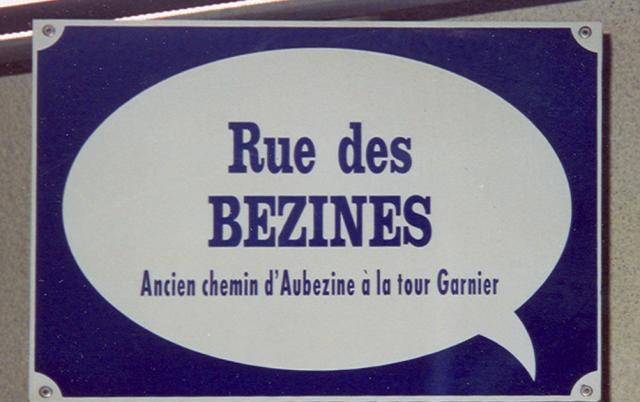 Rue des
BEZINES
Ancien chemin d'Aubezine à la tour Garnier